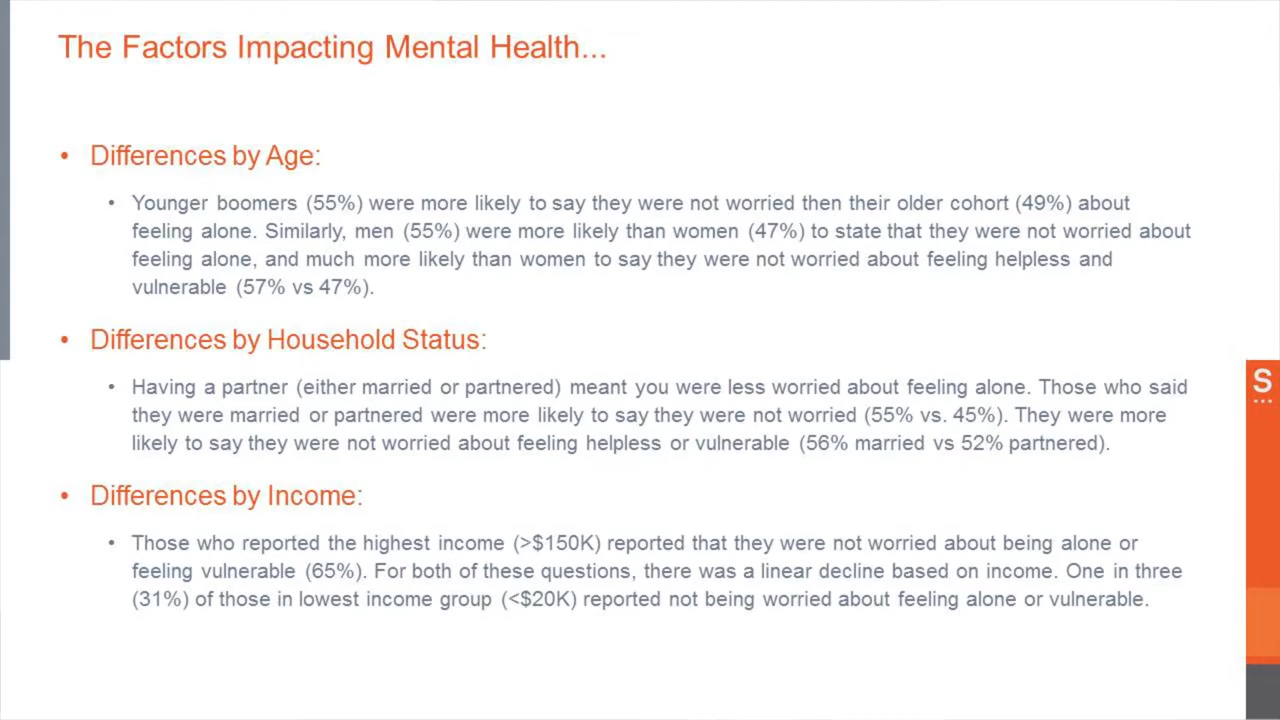 The Factors Impacting Mental Health...
• Differences by Age:
• Younger boomers (55%) were more likely to say they were not worried then their older cohort (49%) about
feeling alone. Similarly, men (55%) were more likely than women (47%) to state that they were not worried about
feeling alone, and much more likely than women to say they were not worried about feeling helpless and
vulnerable (57% vs 47%).
• Differences by Household Status:
• Having a partner (either married or partnered) meant you were less worried about feeling alone. Those who said
they were married or partnered were more likely to say they were not worried (55% vs. 45%). They were more
likely to say they were not worried about feeling helpless or vulnerable (56% married vs 52% partnered).
• Differences by Income:
• Those who reported the highest income (>$150K) reported that they were not worried about being alone or
feeling vulnerable (65%). For both of these questions, there was a linear decline based on income. One in three
(31%) of those in lowest income group (<$20K) reported not being worried about feeling alone or vulnerable.
S
...